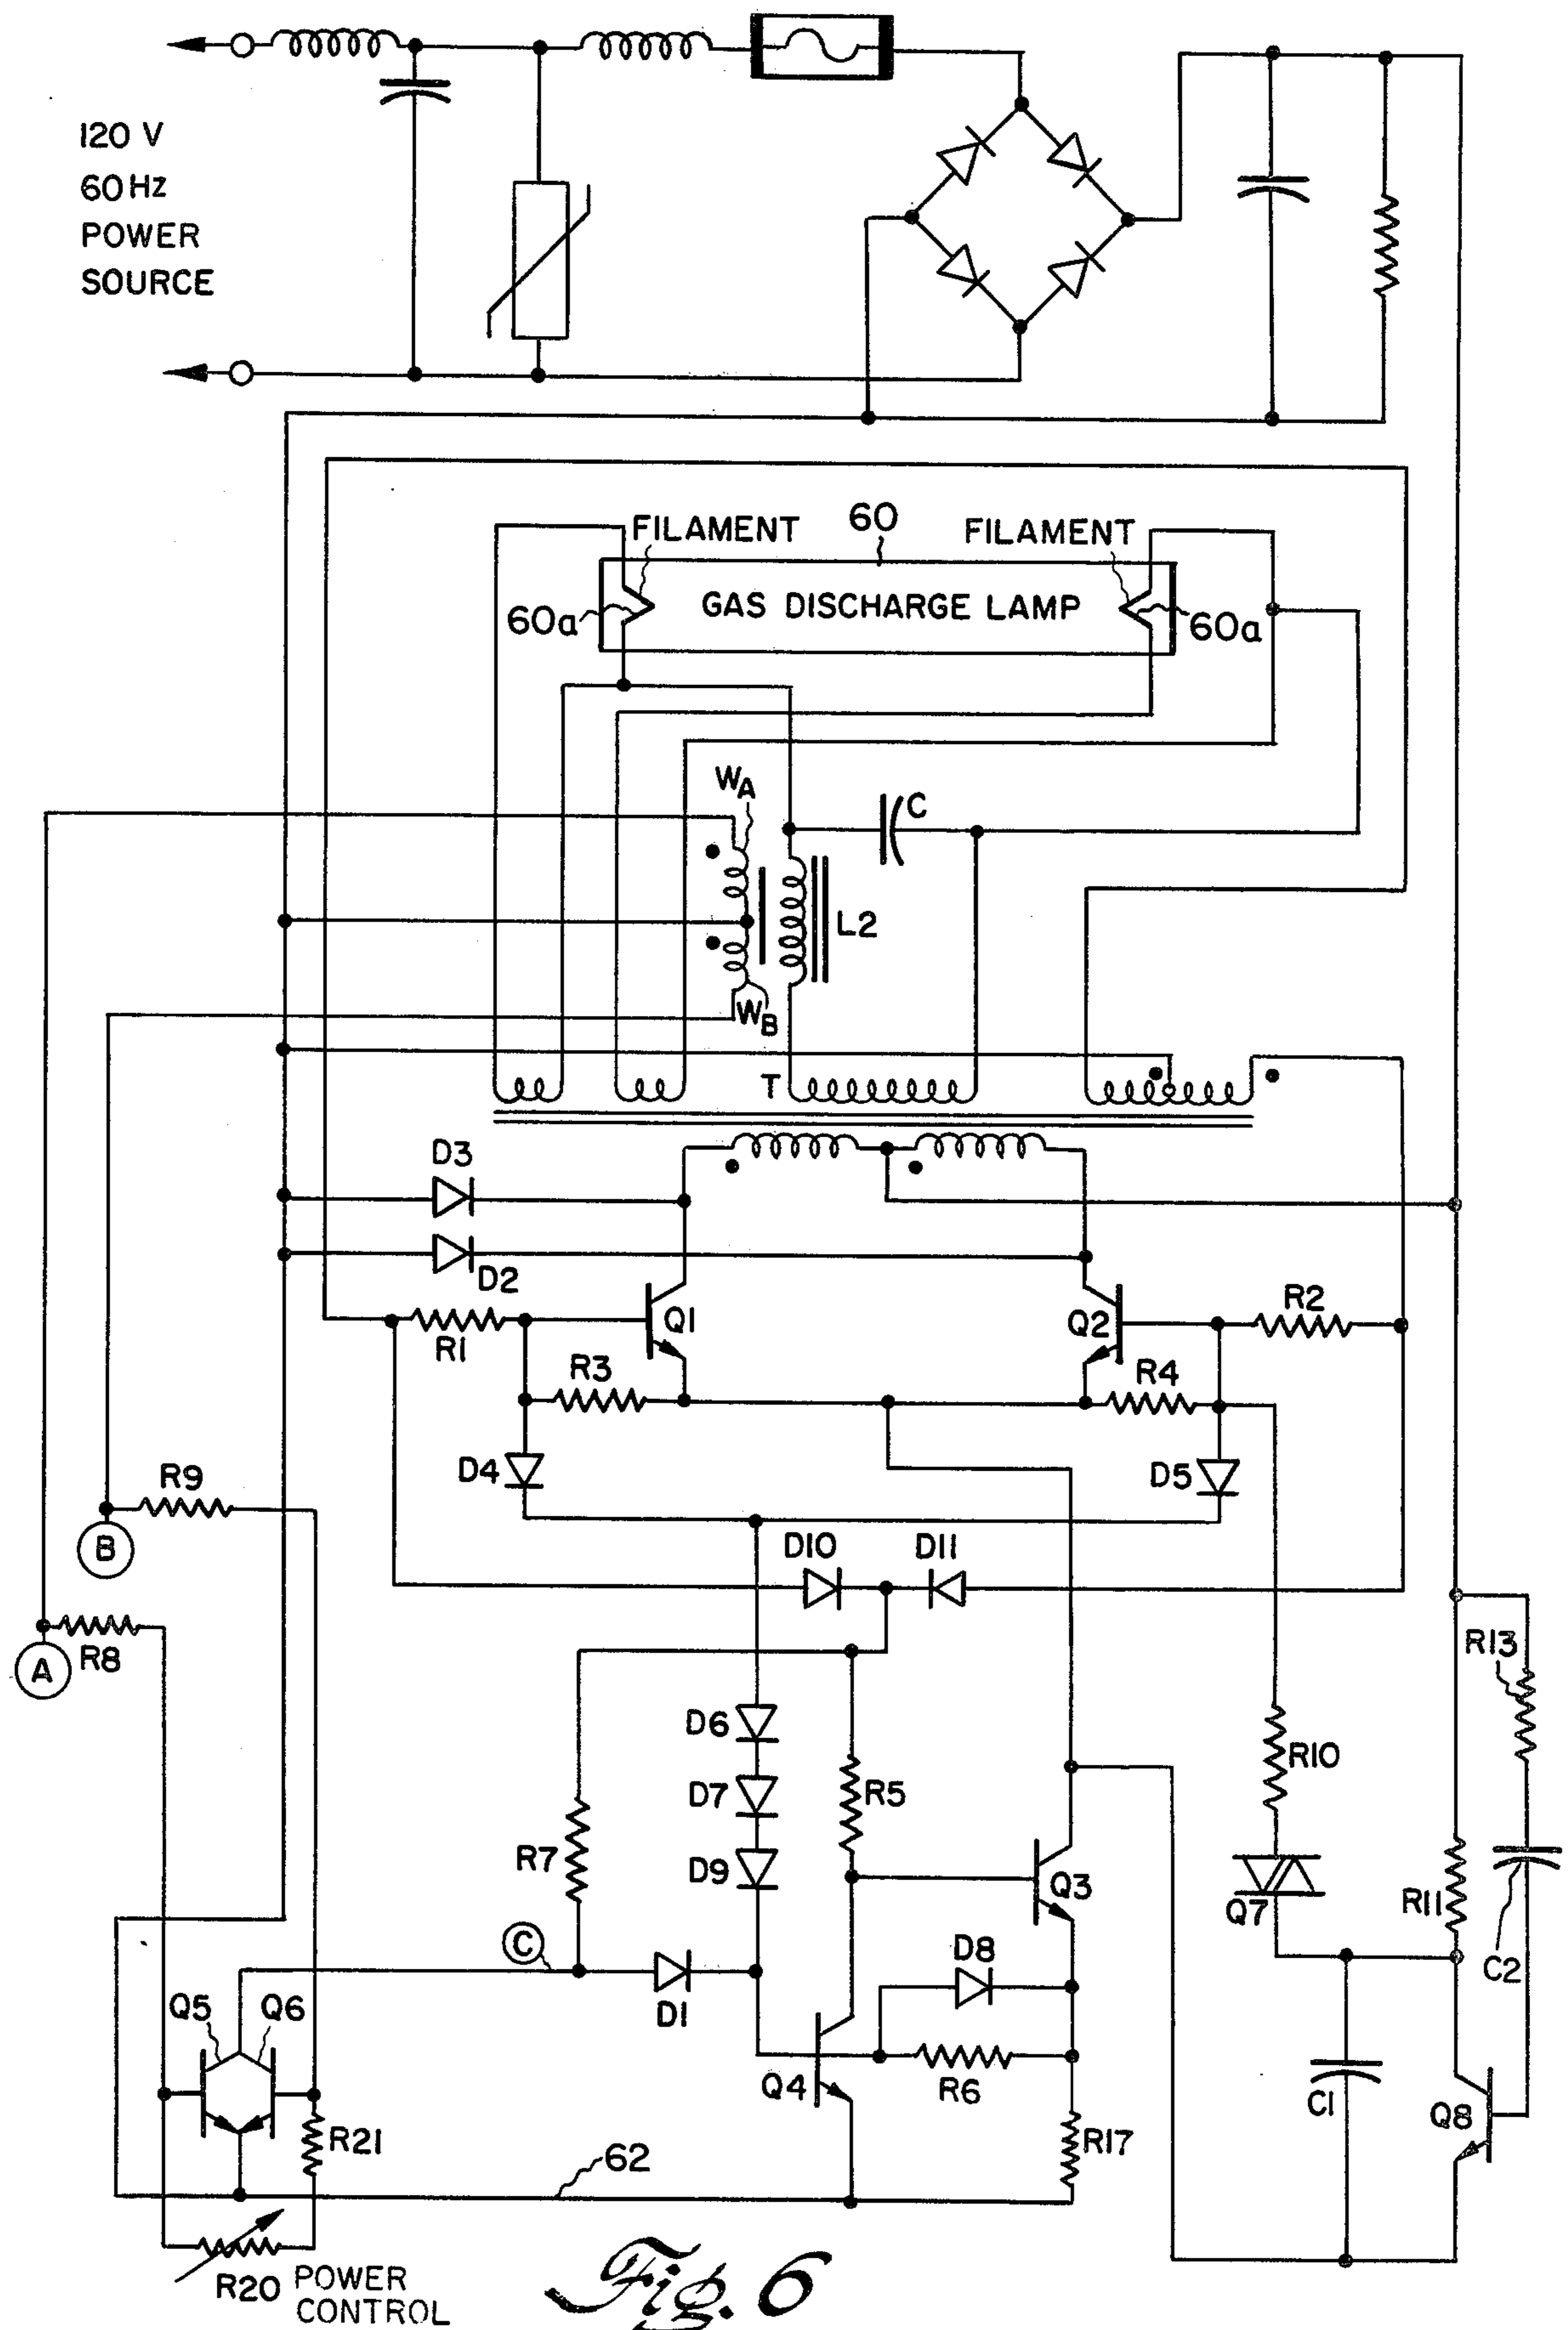 120 V
60 Hz
POWER
SOURCE
FILAMENT
60
FILAMENT
60a
GAS DISCHARGE LAMP
60a
WA
C
L2
WB
T
D3
D2
Q1
Q2
R2
R1
R3
R4
D4
D5
R9
B
D10
D11
A
R8
R13
D6
R10
D7
R5
R7
D9
Q3
R11
Q7
C
D8
C2
D1
Q5
Q6
Q4
R6
C1
Q8
R21
R17
62
R20
POWER
CONTROL
Fig. 6